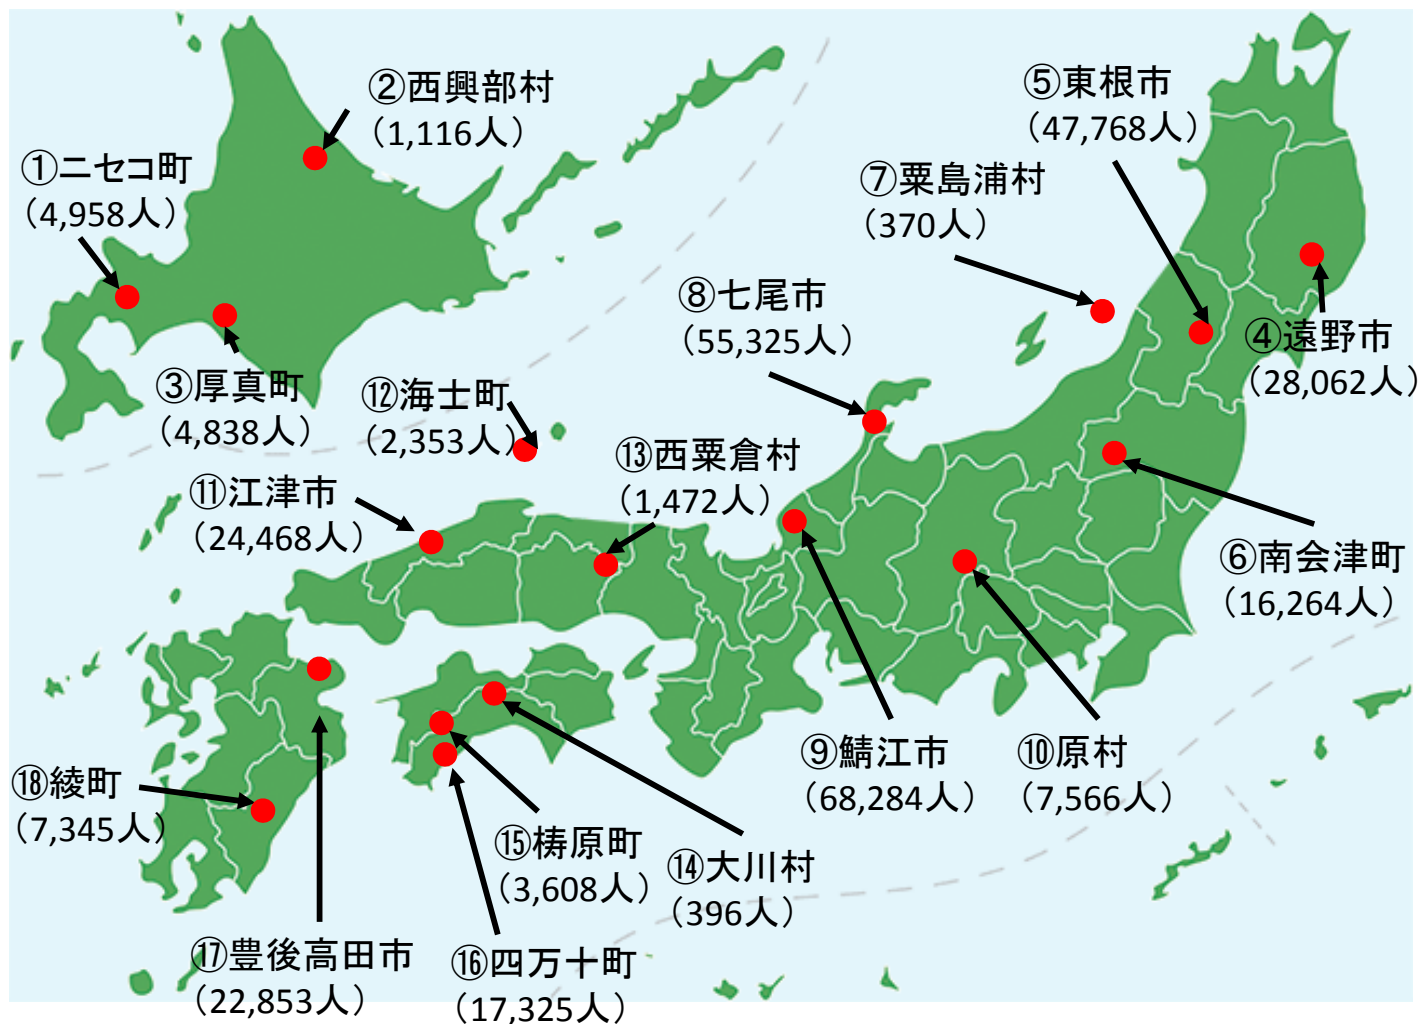 ①ニセコ町
（4,958人）
②西興部村
（1,116人）
③厚真町
（4,838人）
④遠野市
（28,062人）
⑤東根市
（47,768人）
⑥南会津町
（16,264人）
⑦粟島浦村
（370人）
⑧七尾市
（55,325人）
⑨鯖江市
（68,284人）
⑩原村
（7,566人）
⑪江津市
（24,468人）
⑫海士町
（2,353人）
⑬西粟倉村
（1,472人）
⑭大川村
（396人）
⑮梼原町
（3,608人）
⑯四万十町
（17,325人）
⑰豊後高田市
（22,853人）
⑱綾町
（7,345人）